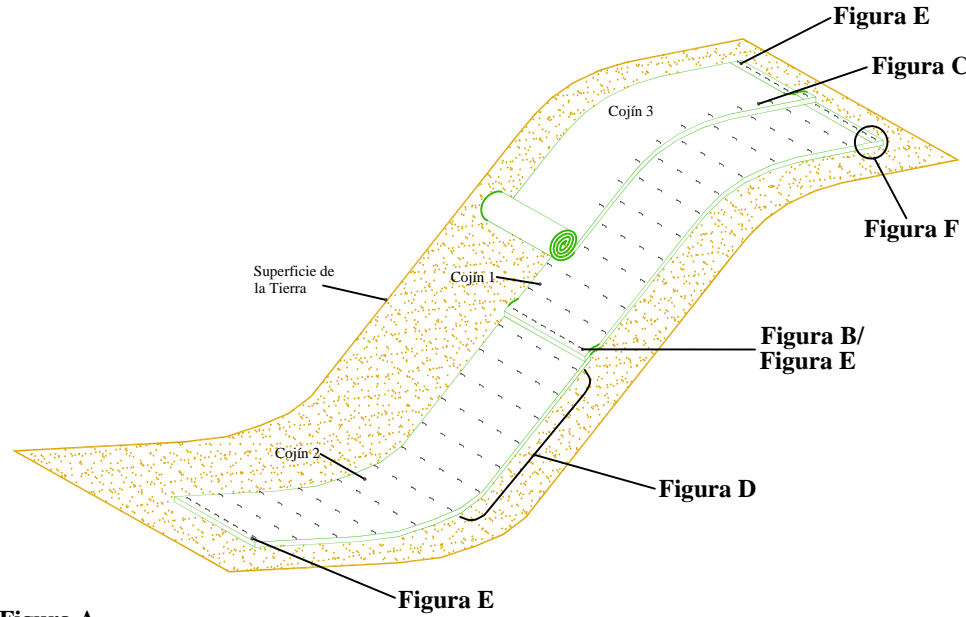 Figura E
Figura C
Cojín 3
Figura F
Superficie de
la Tierra
Cojín 1
Figura B/
Figura E
Cojín 2
Figura D
Figura E
Figura A